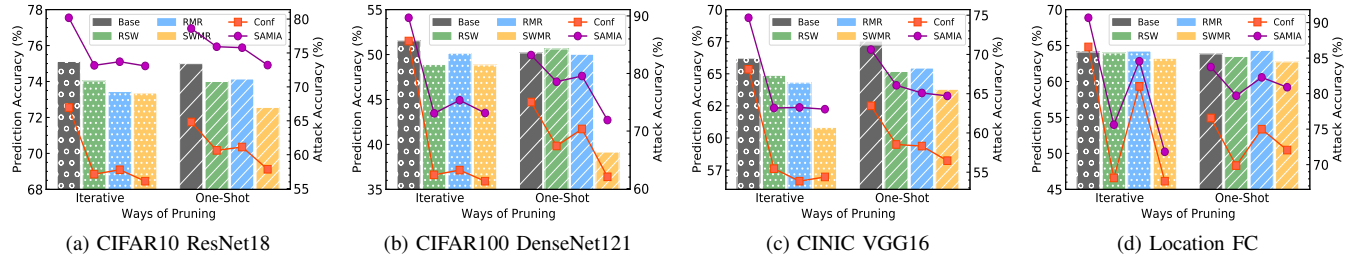 Base RMR Conf
RSW SWMR SAMIA
Prediction Accuracy (%)
78
76
74
72
70
68
Attack Accuracy (%)
80
75
70
65
60
55
Iterative One-Shot
Ways of Pruning
(a) CIFAR10 ResNet18
Base RMR Conf
RSW SWMR SAMIA
Prediction Accuracy (%)
55
50
45
40
35
Attack Accuracy (%)
90
80
70
60
Iterative One-Shot
Ways of Pruning
(b) CIFAR100 DenseNet121
Base RMR Conf
RSW SWMR SAMIA
Prediction Accuracy (%)
70
67
65
62
60
57
Attack Accuracy (%)
75
70
65
60
55
Iterative One-Shot
Ways of Pruning
(c) CINIC VGG16
Base RMR Conf
RSW SWMR SAMIA
Prediction Accuracy (%)
70
65
60
55
50
45
Attack Accuracy (%)
90
85
80
75
70
Iterative One-Shot
Ways of Pruning
(d) Location FC